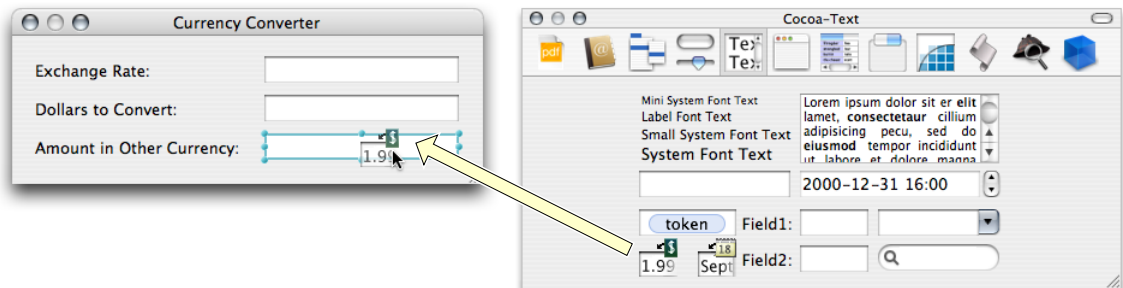 Currency Converter
Exchange Rate:
Dollars to Convert:
Amount in Other Currency:
1.99
Cocoa-Text
pdf
@
Tex
Tex
Mini System Font Text
Label Font Text
Small System Font Text
System Font Text
Lorem ipsum dolor sit er elit
lamet, consectetaur cillium
adipisicing pecu, sed do
eiusmod tempor incididunt
ut labore et dolore magna
2000-12-31 16:00
token
Field1:
$
18
1.99
Sept
Field2: